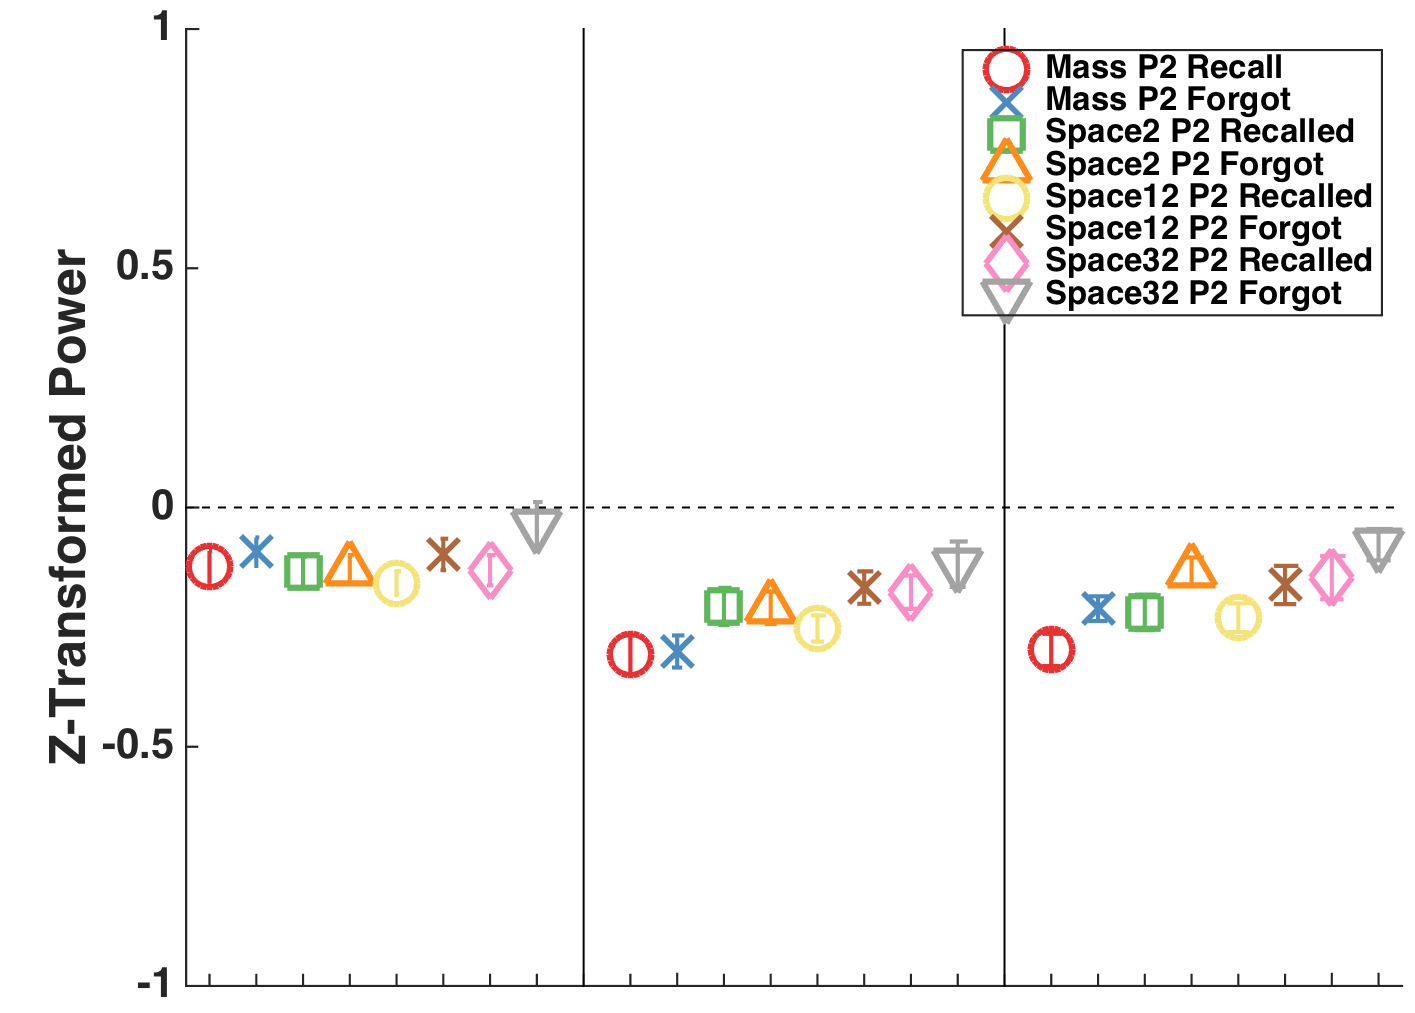 Z-Transformed Power
1
0.5
0
-0.5
-1
Mass P2 Recall
Mass P2 Forgot
Space2 P2 Recalled
Space2 P2 Forgot
Space12 P2 Recalled
Space12 P2 Forgot
Space32 P2 Recalled
Space32 P2 Forgot